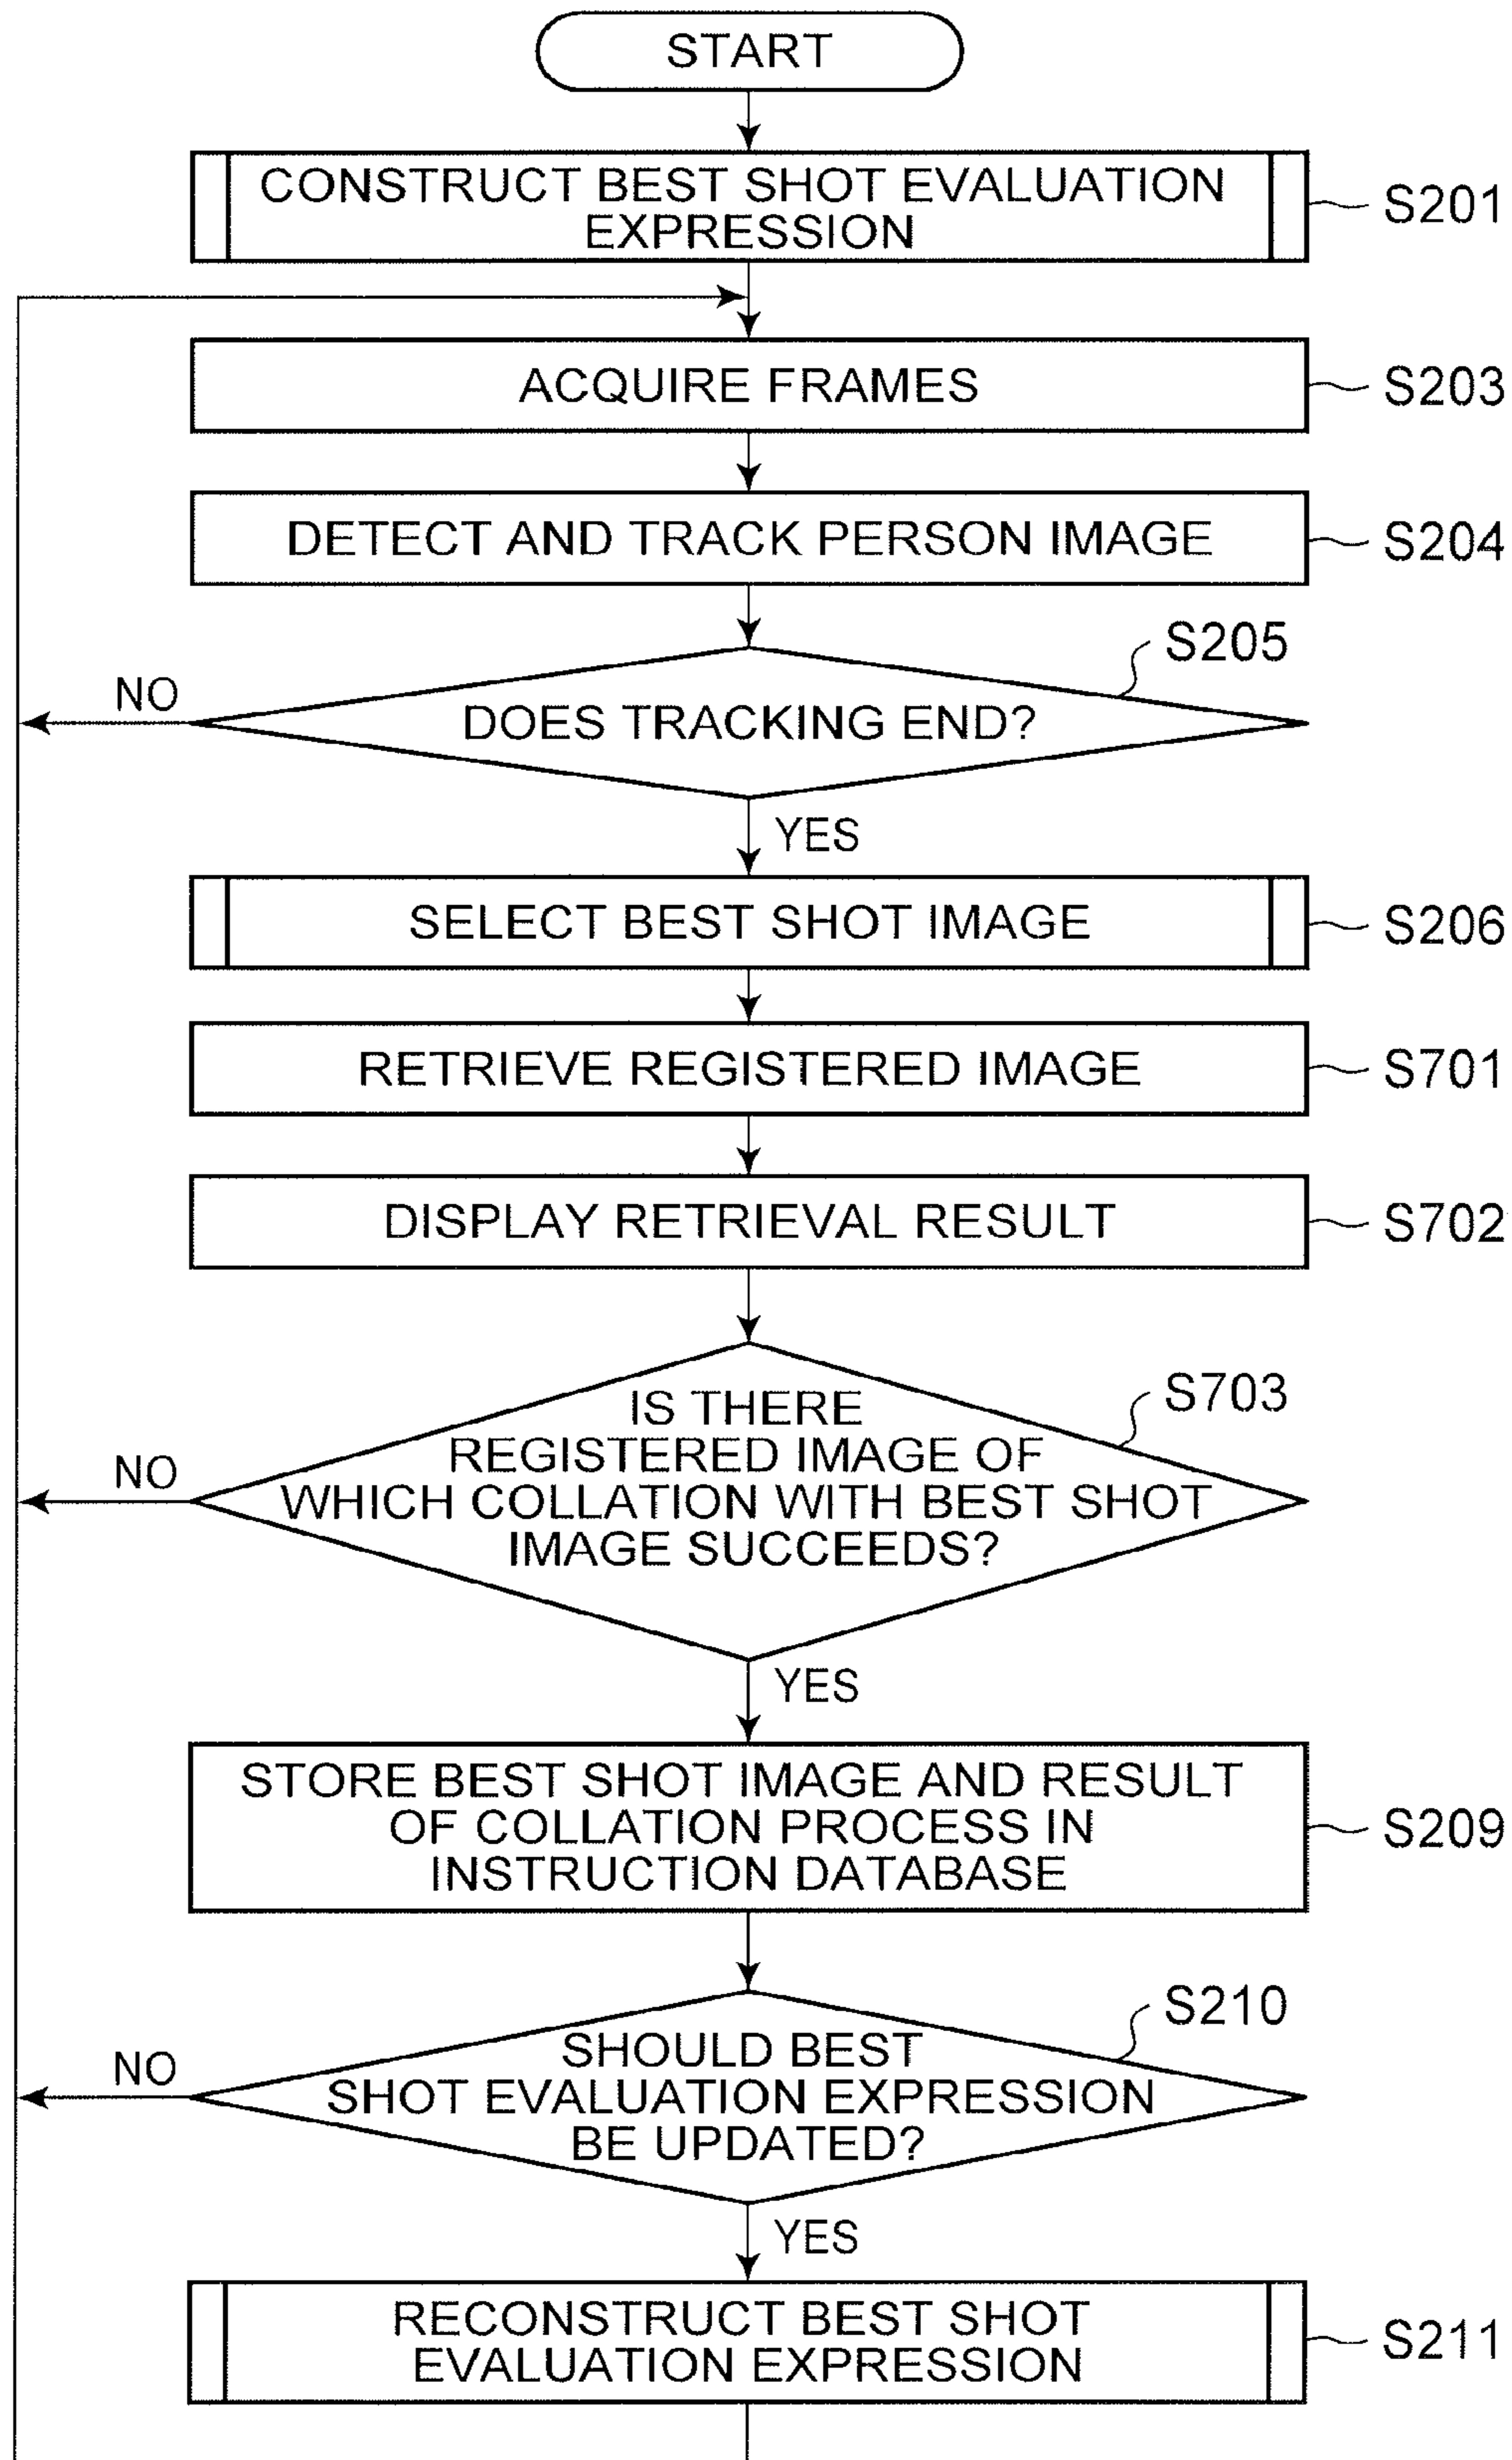 START
CONSTRUCT BEST SHOT EVALUATION
EXPRESSION
S201
ACQUIRE FRAMES
S203
DETECT AND TRACK PERSON IMAGE
S204
S205
NO
DOES TRACKING END?
YES
SELECT BEST SHOT IMAGE
S206
RETRIEVE REGISTERED IMAGE
S701
DISPLAY RETRIEVAL RESULT
S702
S703
NO
IS THERE
REGISTERED IMAGE OF
WHICH COLLATION WITH BEST SHOT
IMAGE SUCCEEDS?
YES
STORE BEST SHOT IMAGE AND RESULT
OF COLLATION PROCESS IN
INSTRUCTION DATABASE
S209
S210
NO
SHOULD BEST
SHOT EVALUATION EXPRESSION
BE UPDATED?
YES
RECONSTRUCT BEST SHOT
EVALUATION EXPRESSION
S211